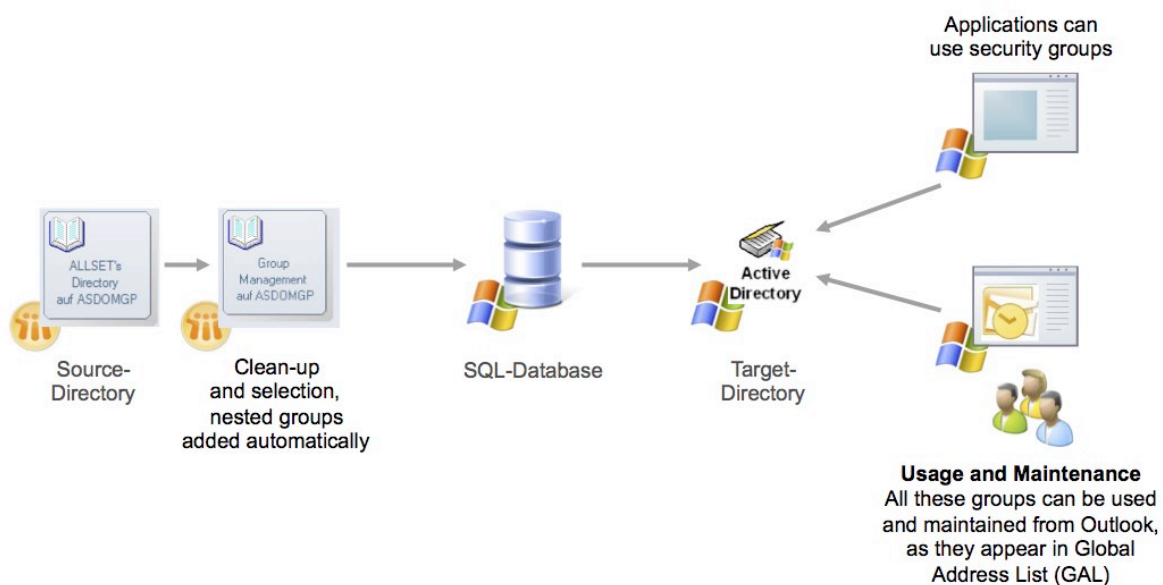 Applications can
use security groups
ALLSET's
Directory
auf ASDOMGP
Group
Management
auf ASDOMGP
Active
Directory
Source-
Directory
Clean-up
and selection,
nested groups
added automatically
SQL-Database
Target-
Directory
Usage and Maintenance
All these groups can be used
and maintained from Outlook,
as they appear in Global
Address List (GAL)